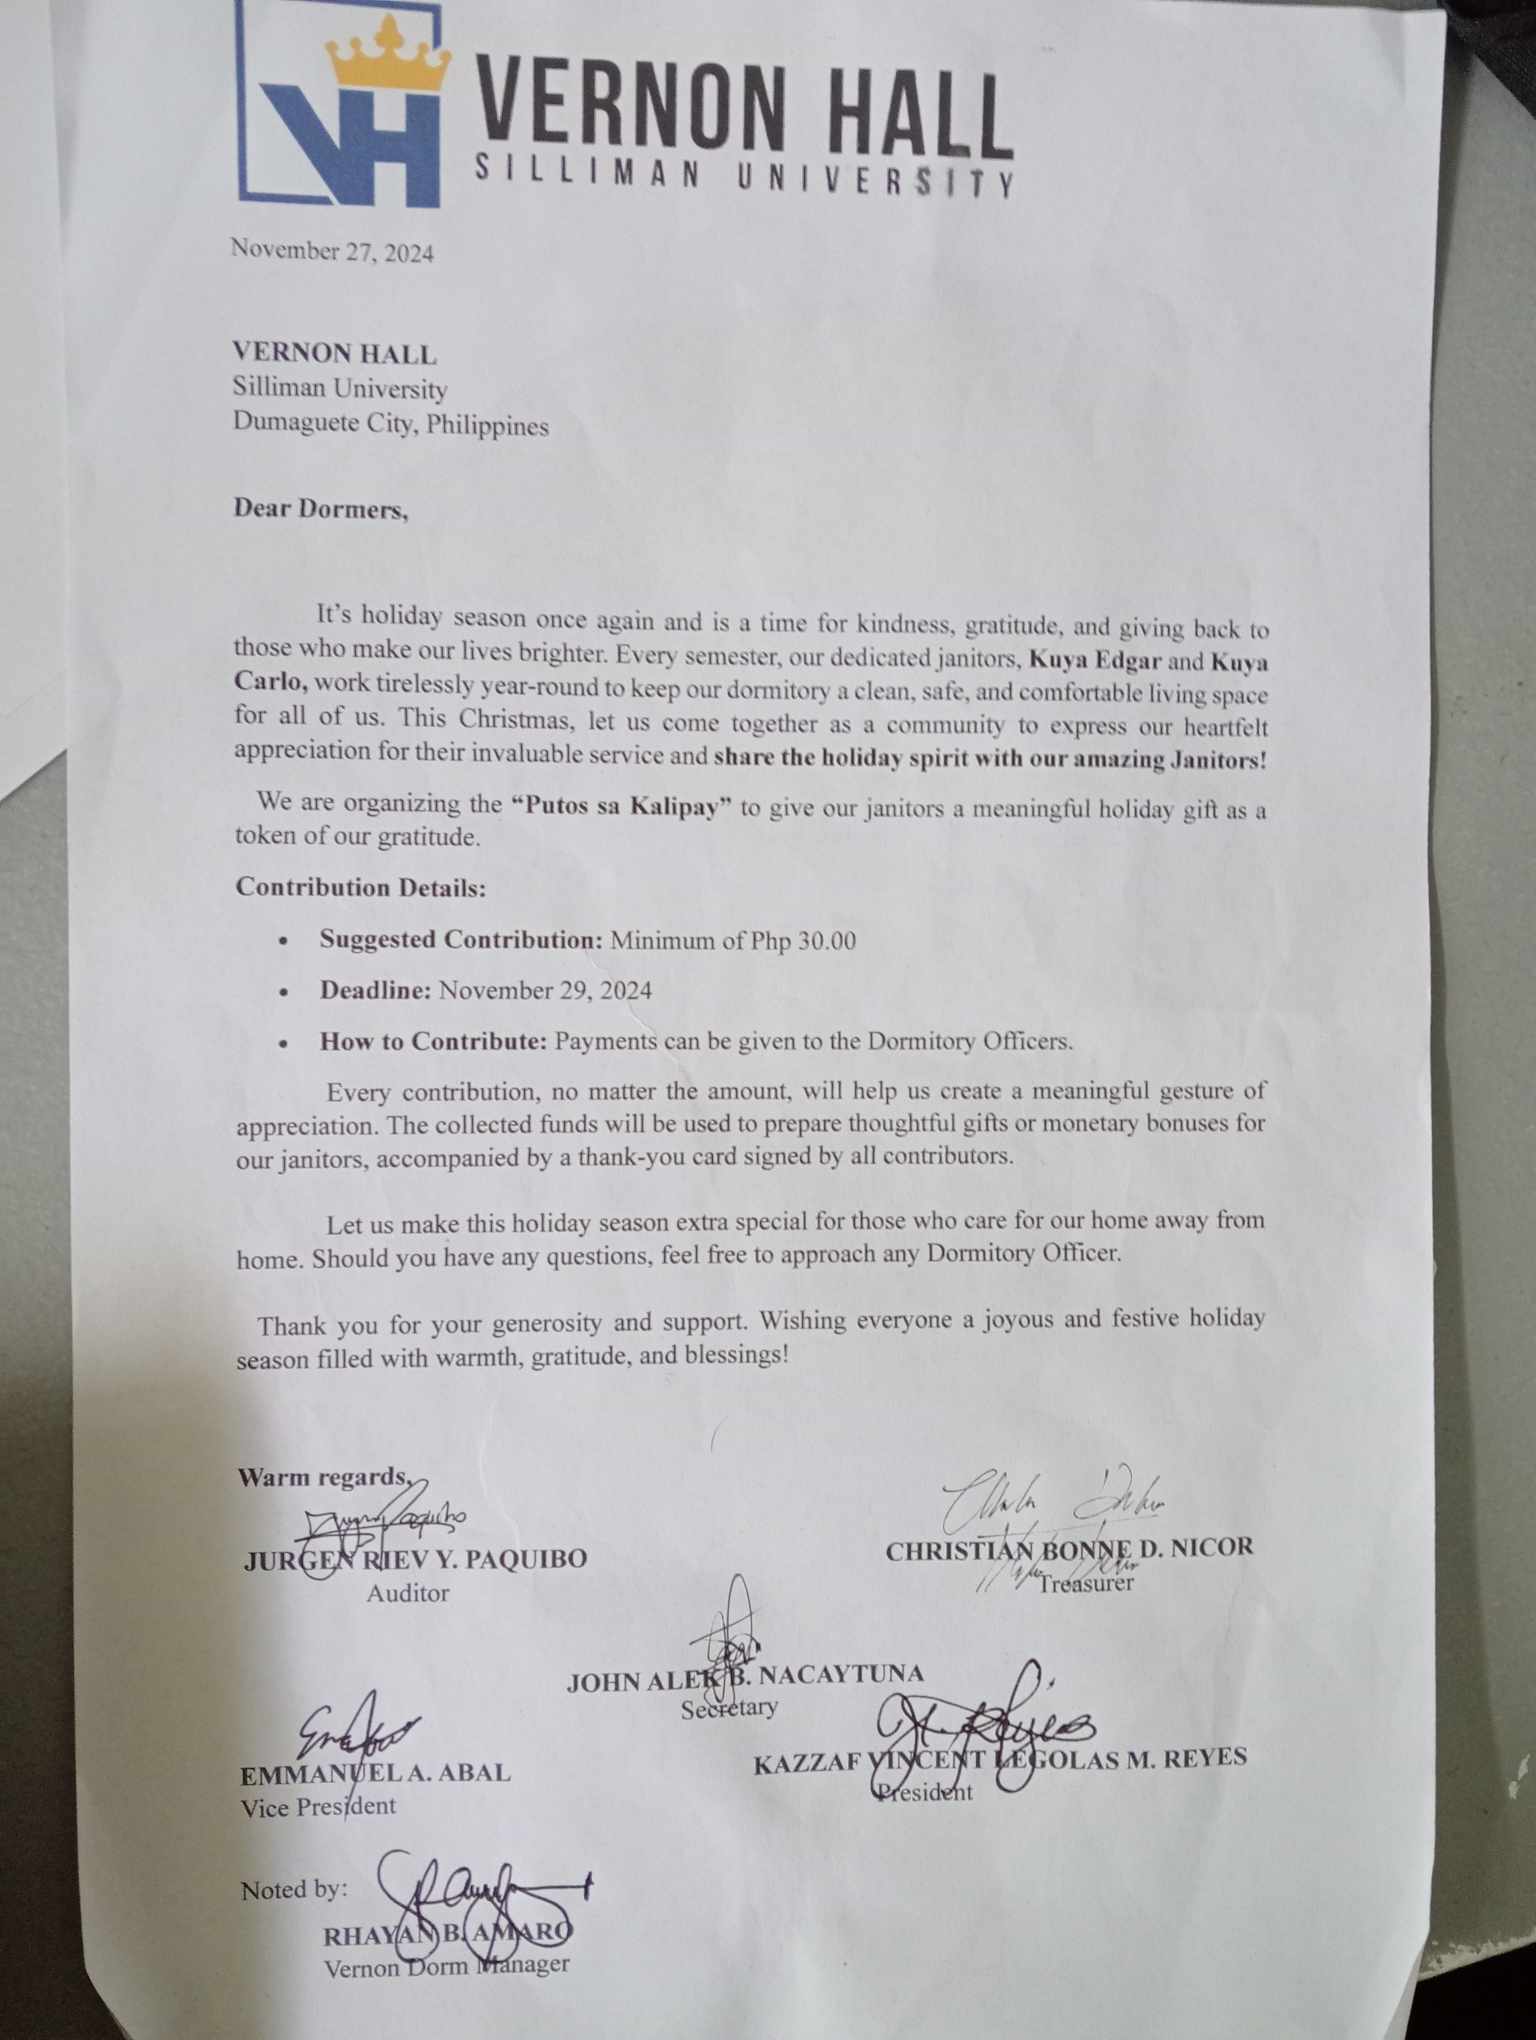 VH
VERNON HALL
SILLIMAN UNIVERSITY
November 27, 2024
VERNON HALL
Silliman University
Dumaguete City, Philippines
Dear Dormers,
It’s holiday season once again and is a time for kindness, gratitude, and giving back to
those who make our lives brighter. Every semester, our dedicated janitors, Kuya Edgar and Kuya
Carlo, work tirelessly year-round to keep our dormitory a clean, safe, and comfortable living space
for all of us. This Christmas, let us come together as a community to express our heartfelt
appreciation for their invaluable service and share the holiday spirit with our amazing Janitors!
We are organizing the “Putos sa Kalipay” to give our janitors a meaningful holiday gift as a
token of our gratitude.
Contribution Details:
• Suggested Contribution: Minimum of Php 30.00
• Deadline: November 29, 2024
• How to Contribute: Payments can be given to the Dormitory Officers.
Every contribution, no matter the amount, will help us create a meaningful gesture of
appreciation. The collected funds will be used to prepare thoughtful gifts or monetary bonuses for
our janitors, accompanied by a thank-you card signed by all contributors.
Let us make this holiday season extra special for those who care for our home away from
home. Should you have any questions, feel free to approach any Dormitory Officer.
Thank you for your generosity and support. Wishing everyone a joyous and festive holiday
season filled with warmth, gratitude, and blessings!
Warm regards,
JURGEN RIEV Y. PAQUIBO
Auditor
CHRISTIAN BONNE D. NICOR
Treasurer
JOHN ALEK B. NACAYTUNA
Secretary
EMMANUEL A. ABAL
Vice President
KAZZAF VINCENT LEGOLAS M. REYES
President
Noted by:
RHAYAN B. AMARO
Vernon Dorm Manager